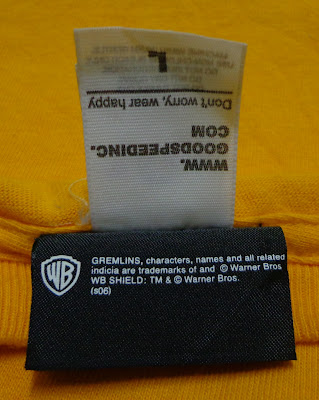 WWW.
GOODSPEEDINC.
COM
Don't worry, wear happy
L
WB
GREMLINS, characters, names and all related
indicia are trademarks of and © Warner Bros
WB SHIELD: TM & © Warner Bros.
(s06)